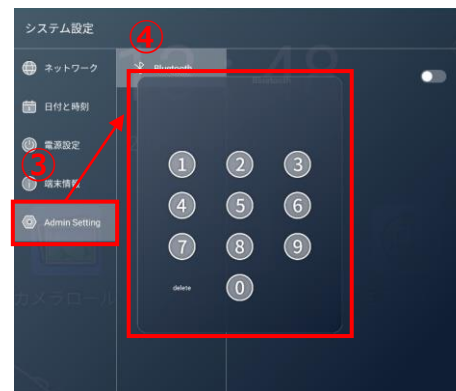 システム設定
④
ネットワーク
Bluetooth
日付と時刻
電源設定
③
端末情報
Admin Setting
1 2 3
4 5 6
7 8 9
delete 0
カメラロール